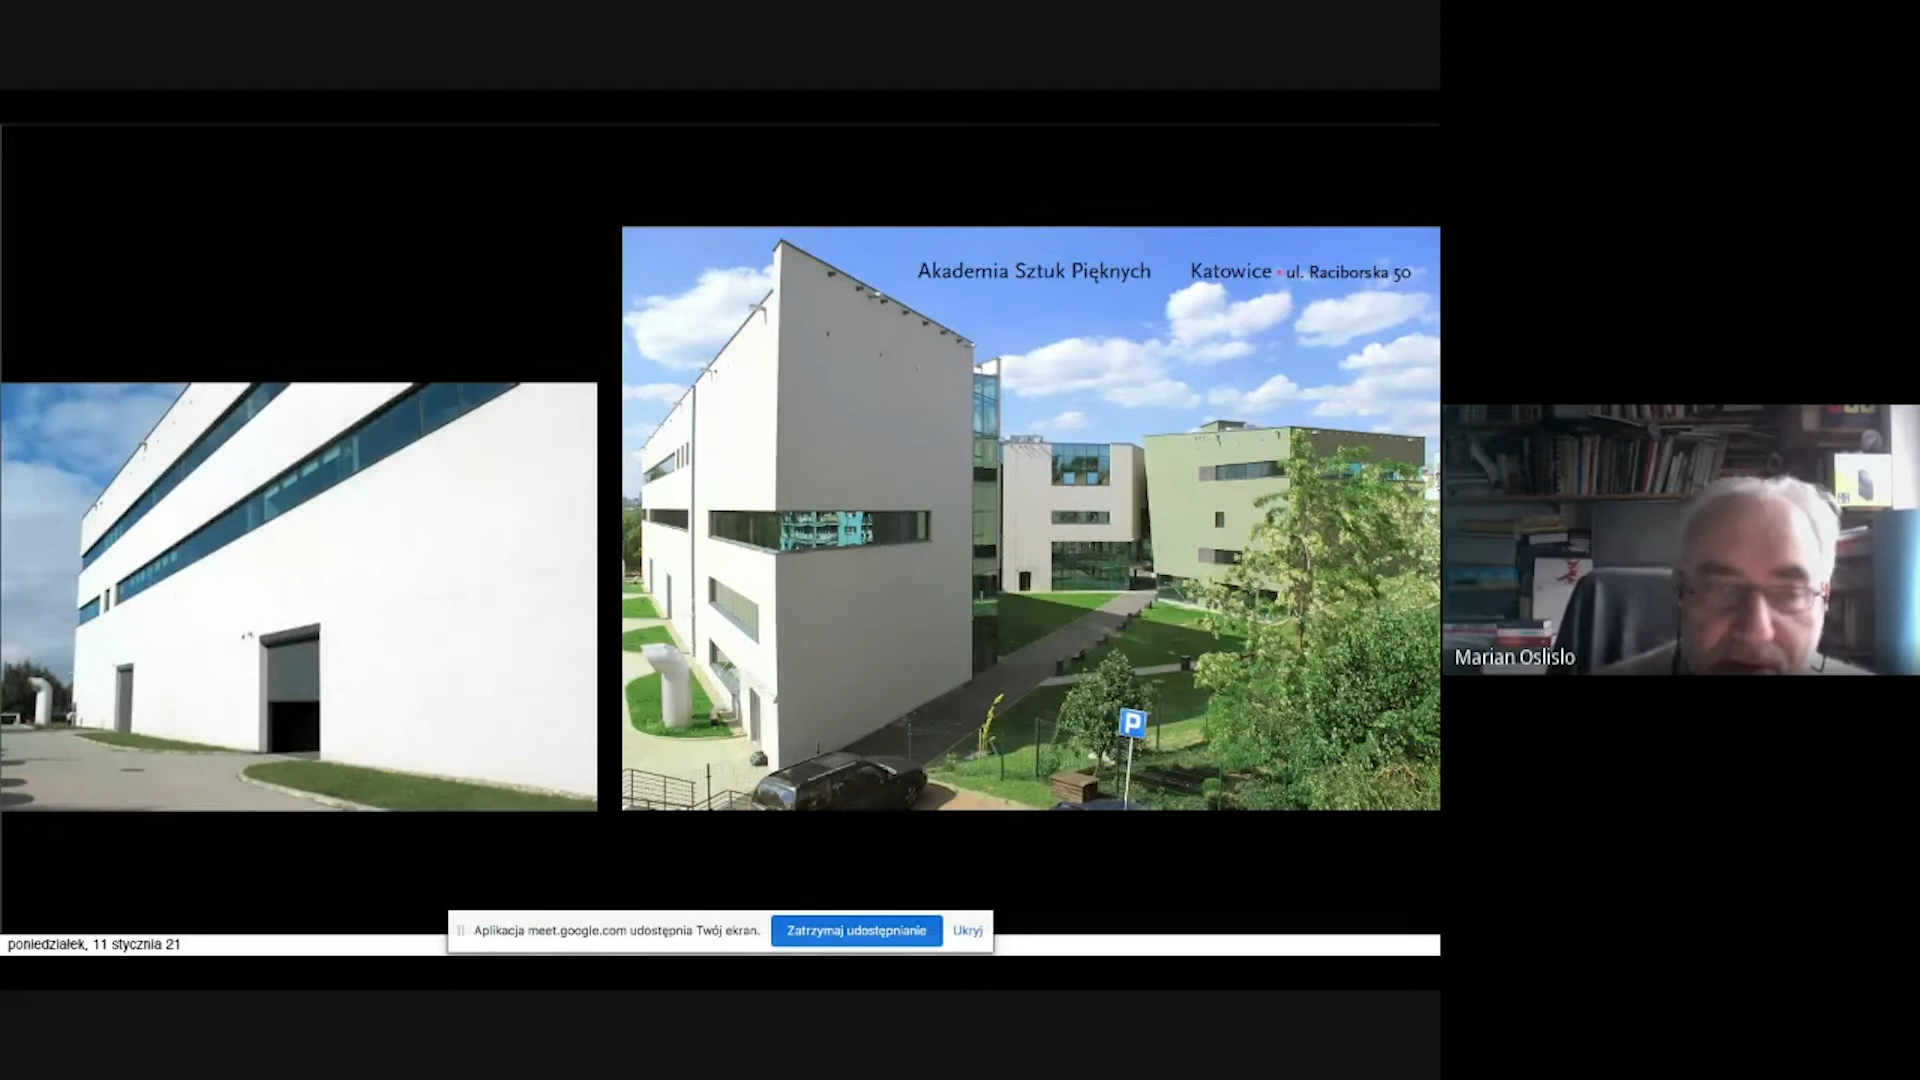 Akademia Sztuk Pięknych Katowice • ul. Raciborska 50
P
Marian Oslislo
Aplikacja meet.google.com udostępnia Twój ekran. Zatrzymaj udostępnianie Ukryj
poniedziałek, 11 stycznia 21